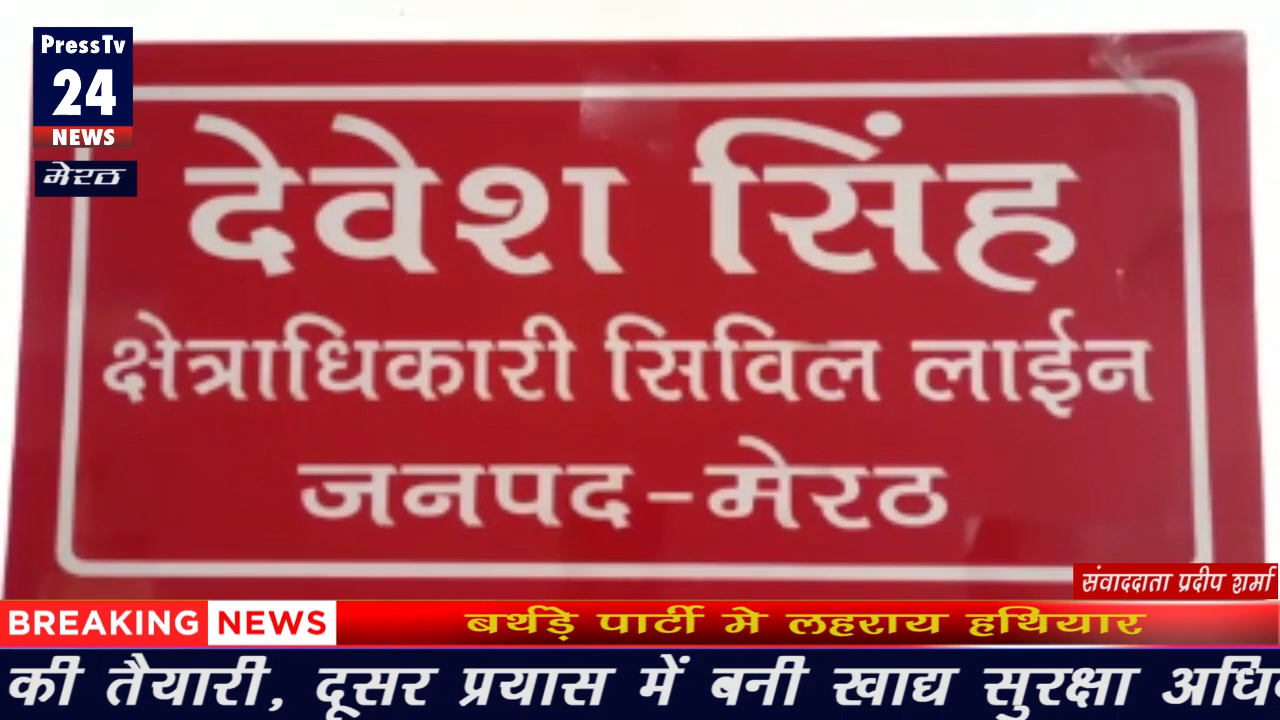 PressTv
24
NEWS
मेरठ
देवेश सिंह
क्षेत्राधिकारी सिविल लाईन
जनपद-मेरठ
संवाददाता प्रदीप शर्मा
BREAKING NEWS
बर्थडे पार्टी मे लहराय हथियार
की तैयारी, दूसर प्रयास में बनी खाद्य सुरक्षा